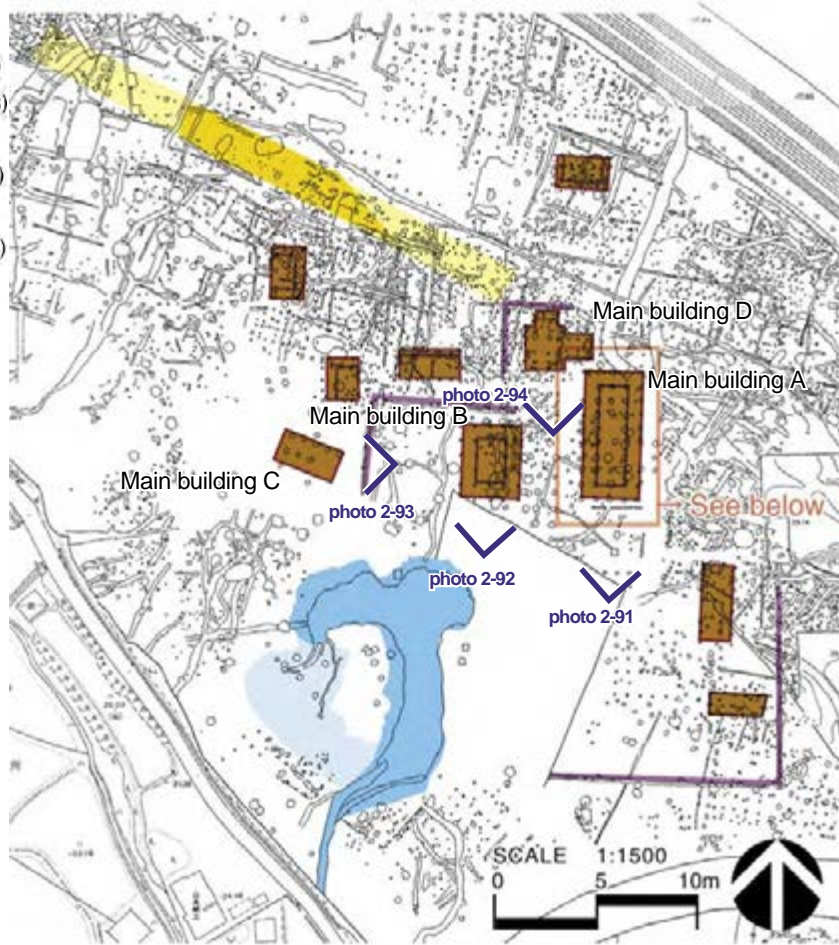 Main building D
Main building A
photo 2-94
Main building B
Main building C
See below
photo 2-93
photo 2-92
photo 2-91
SCALE 1:1500
0 5 10m